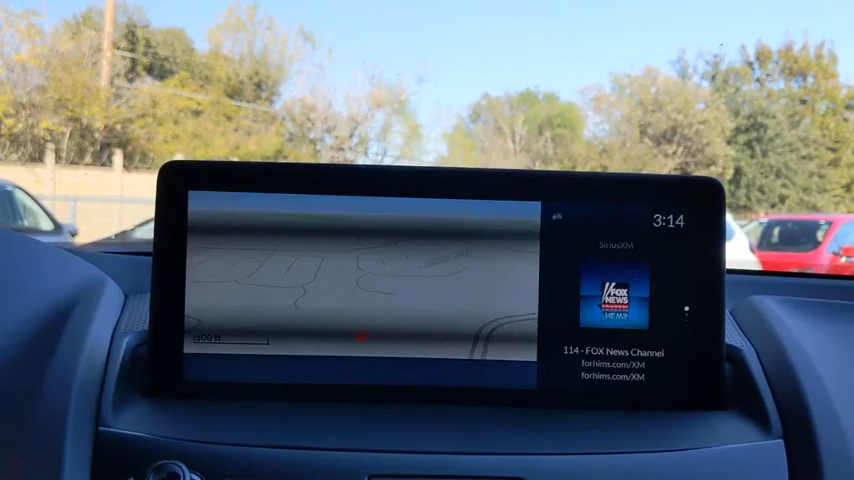 3:14
SiriusXM
FOX
NEWS
114 - FOX News Channel
forhims.com/XM
forhims.com/XM
500 ft